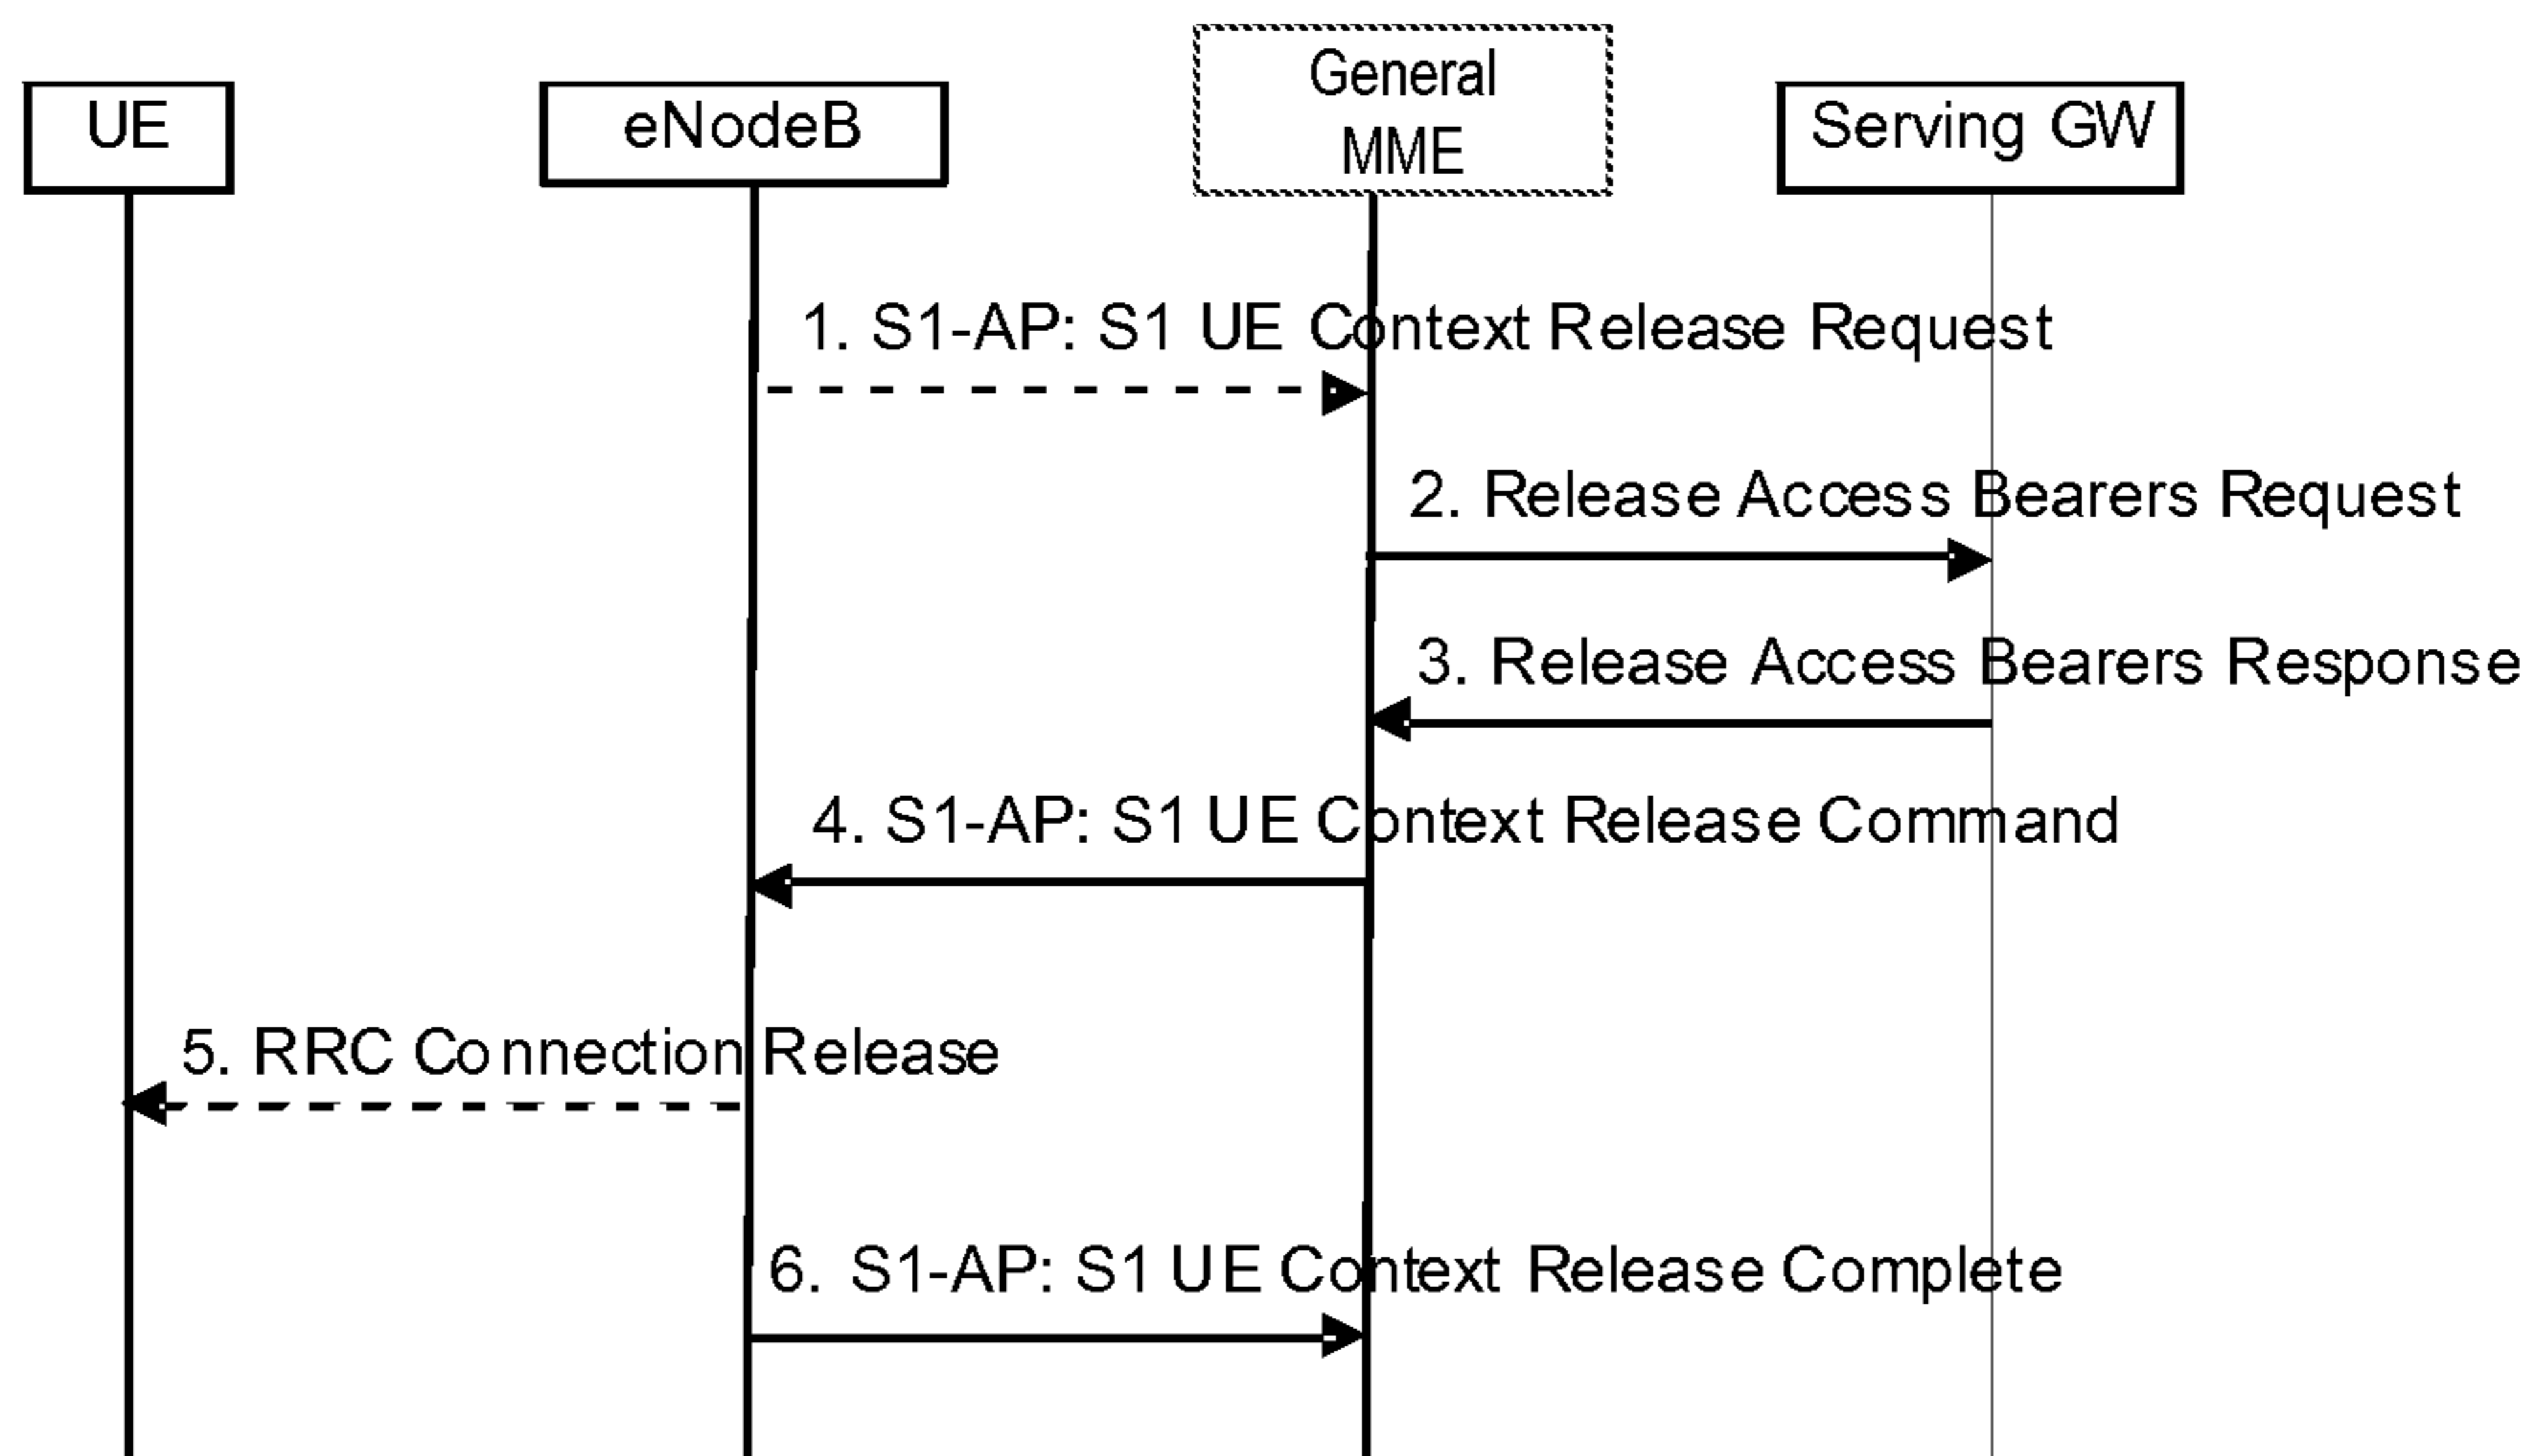 UE
eNodeB
General
MME
Serving GW
1. S1-AP: S1 UE Context Release Request
2. Release Access Bearers Request
3. Release Access Bearers Response
4. S1-AP: S1 UE Context Release Command
5. RRC Connection Release
6. S1-AP: S1 UE Context Release Complete